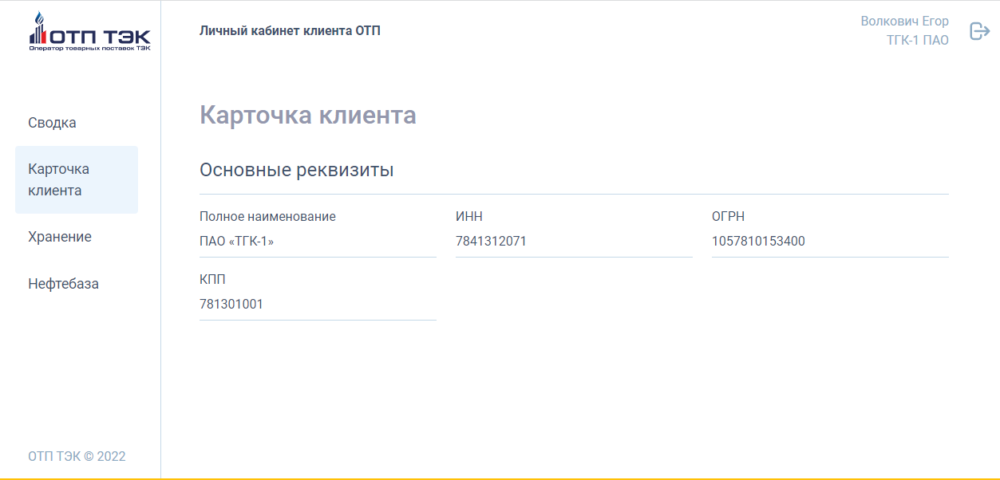 ОТП ТЭК
Оператор товарных поставок ТЭК
Личный кабинет клиента ОТП
Волкович Егор
ТГК-1 ПАО
Сводка
Карточка
клиента
Хранение
Нефтебаза
Карточка клиента
Основные реквизиты
Полное наименование
ПАО «ТГК-1»
ИНН
7841312071
ОГРН
1057810153400
КПП
781301001
ОТП ТЭК © 2022